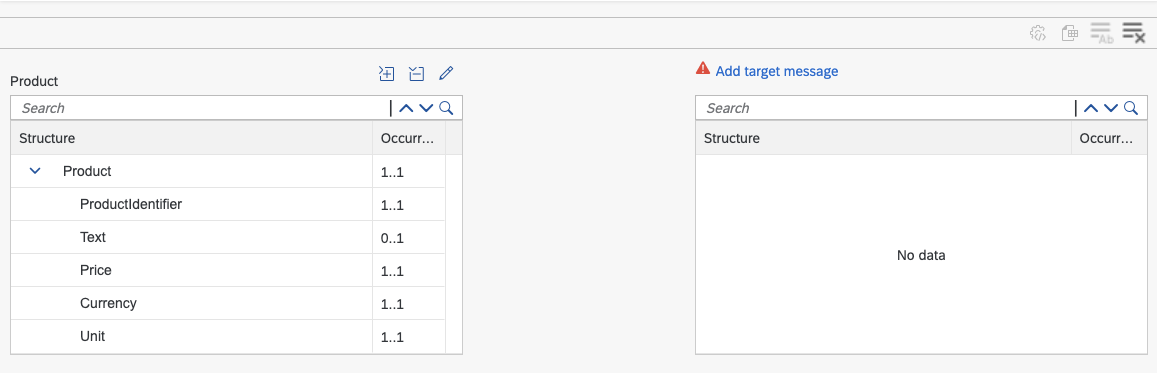 Ab
Product
Add target message
Search
Search
Structure Occurr...
Structure Occurr...
Product 1..1
ProductIdentifier 1..1
Text 0..1
Price 1..1
Currency 1..1
Unit 1..1
No data